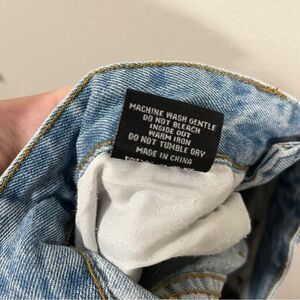 MACHINE WASH GENTLE
DO NOT BLEACH
INSIDE OUT
WARM IRON
DO NOT TUMBLE DRY
MADE IN CHINA